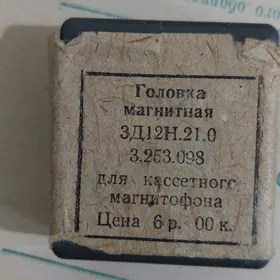 Головка
магнитная
3Д12Н.21.0
3.253.098
для кассетного
магнитофона
Цена 6 р. 00 к.